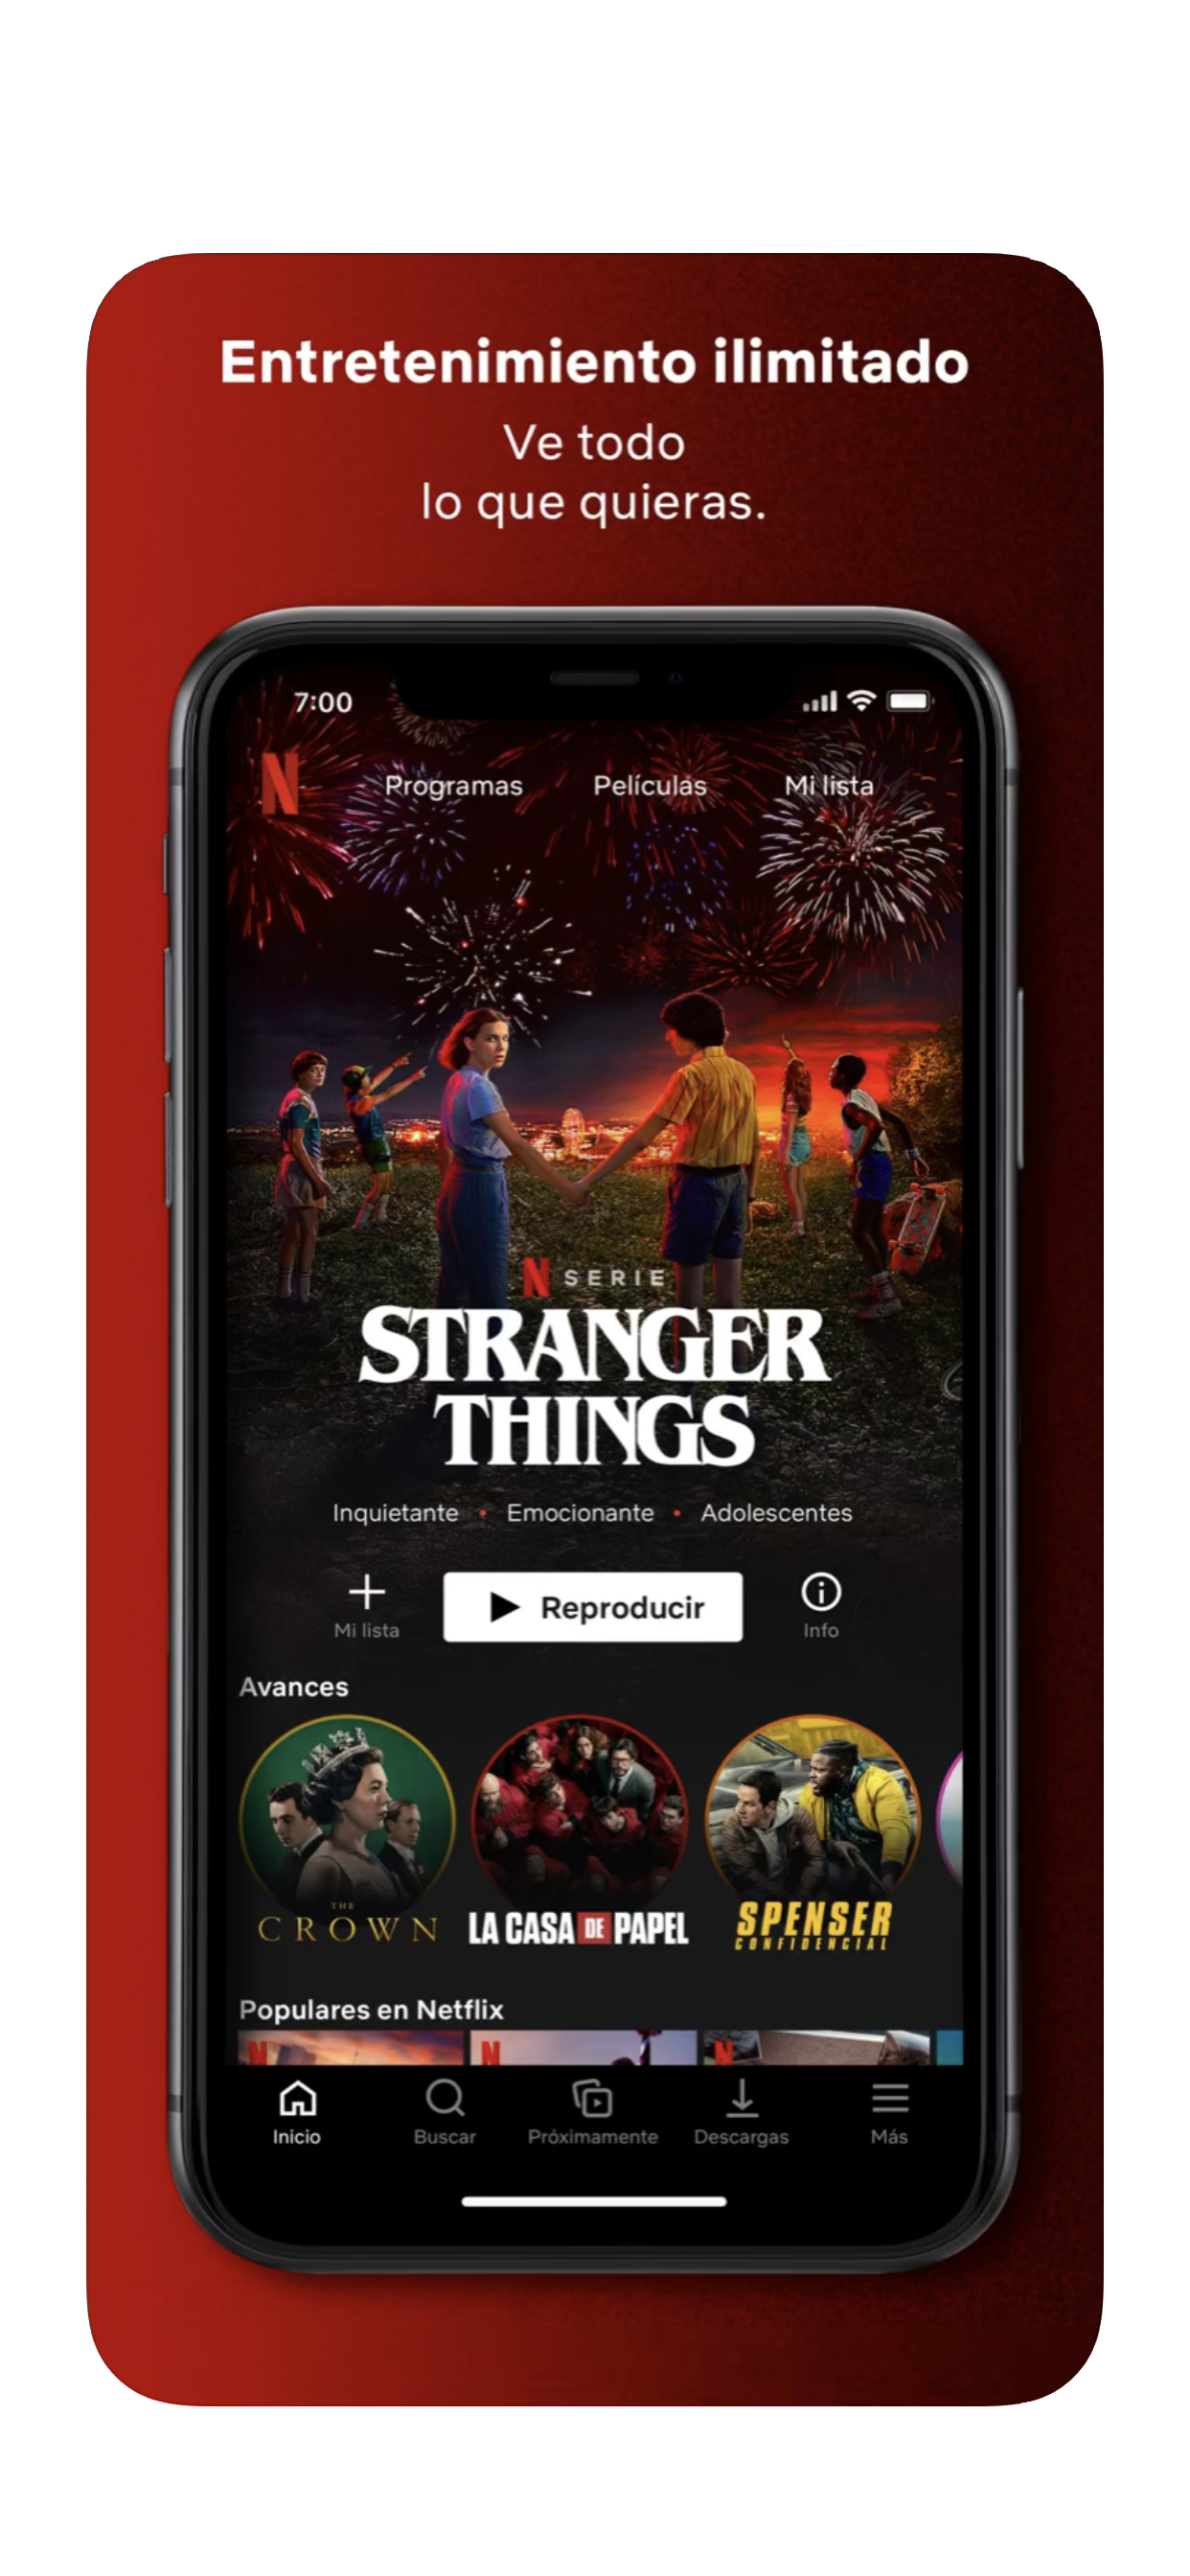 Entretenimiento ilimitado
Ve todo
lo que quieras.
7:00
N Programas Películas Mi lista
N SERIE
STRANGER
THINGS
Inquietante • Emocionante • Adolescentes
Mi lista
Reproducir
Info
Avances
THE
CROWN
LA CASA DE PAPEL
SPENSER
CONFIDENCIAL
Populares en Netflix
N N N
Inicio Buscar Próximamente Descargas Más